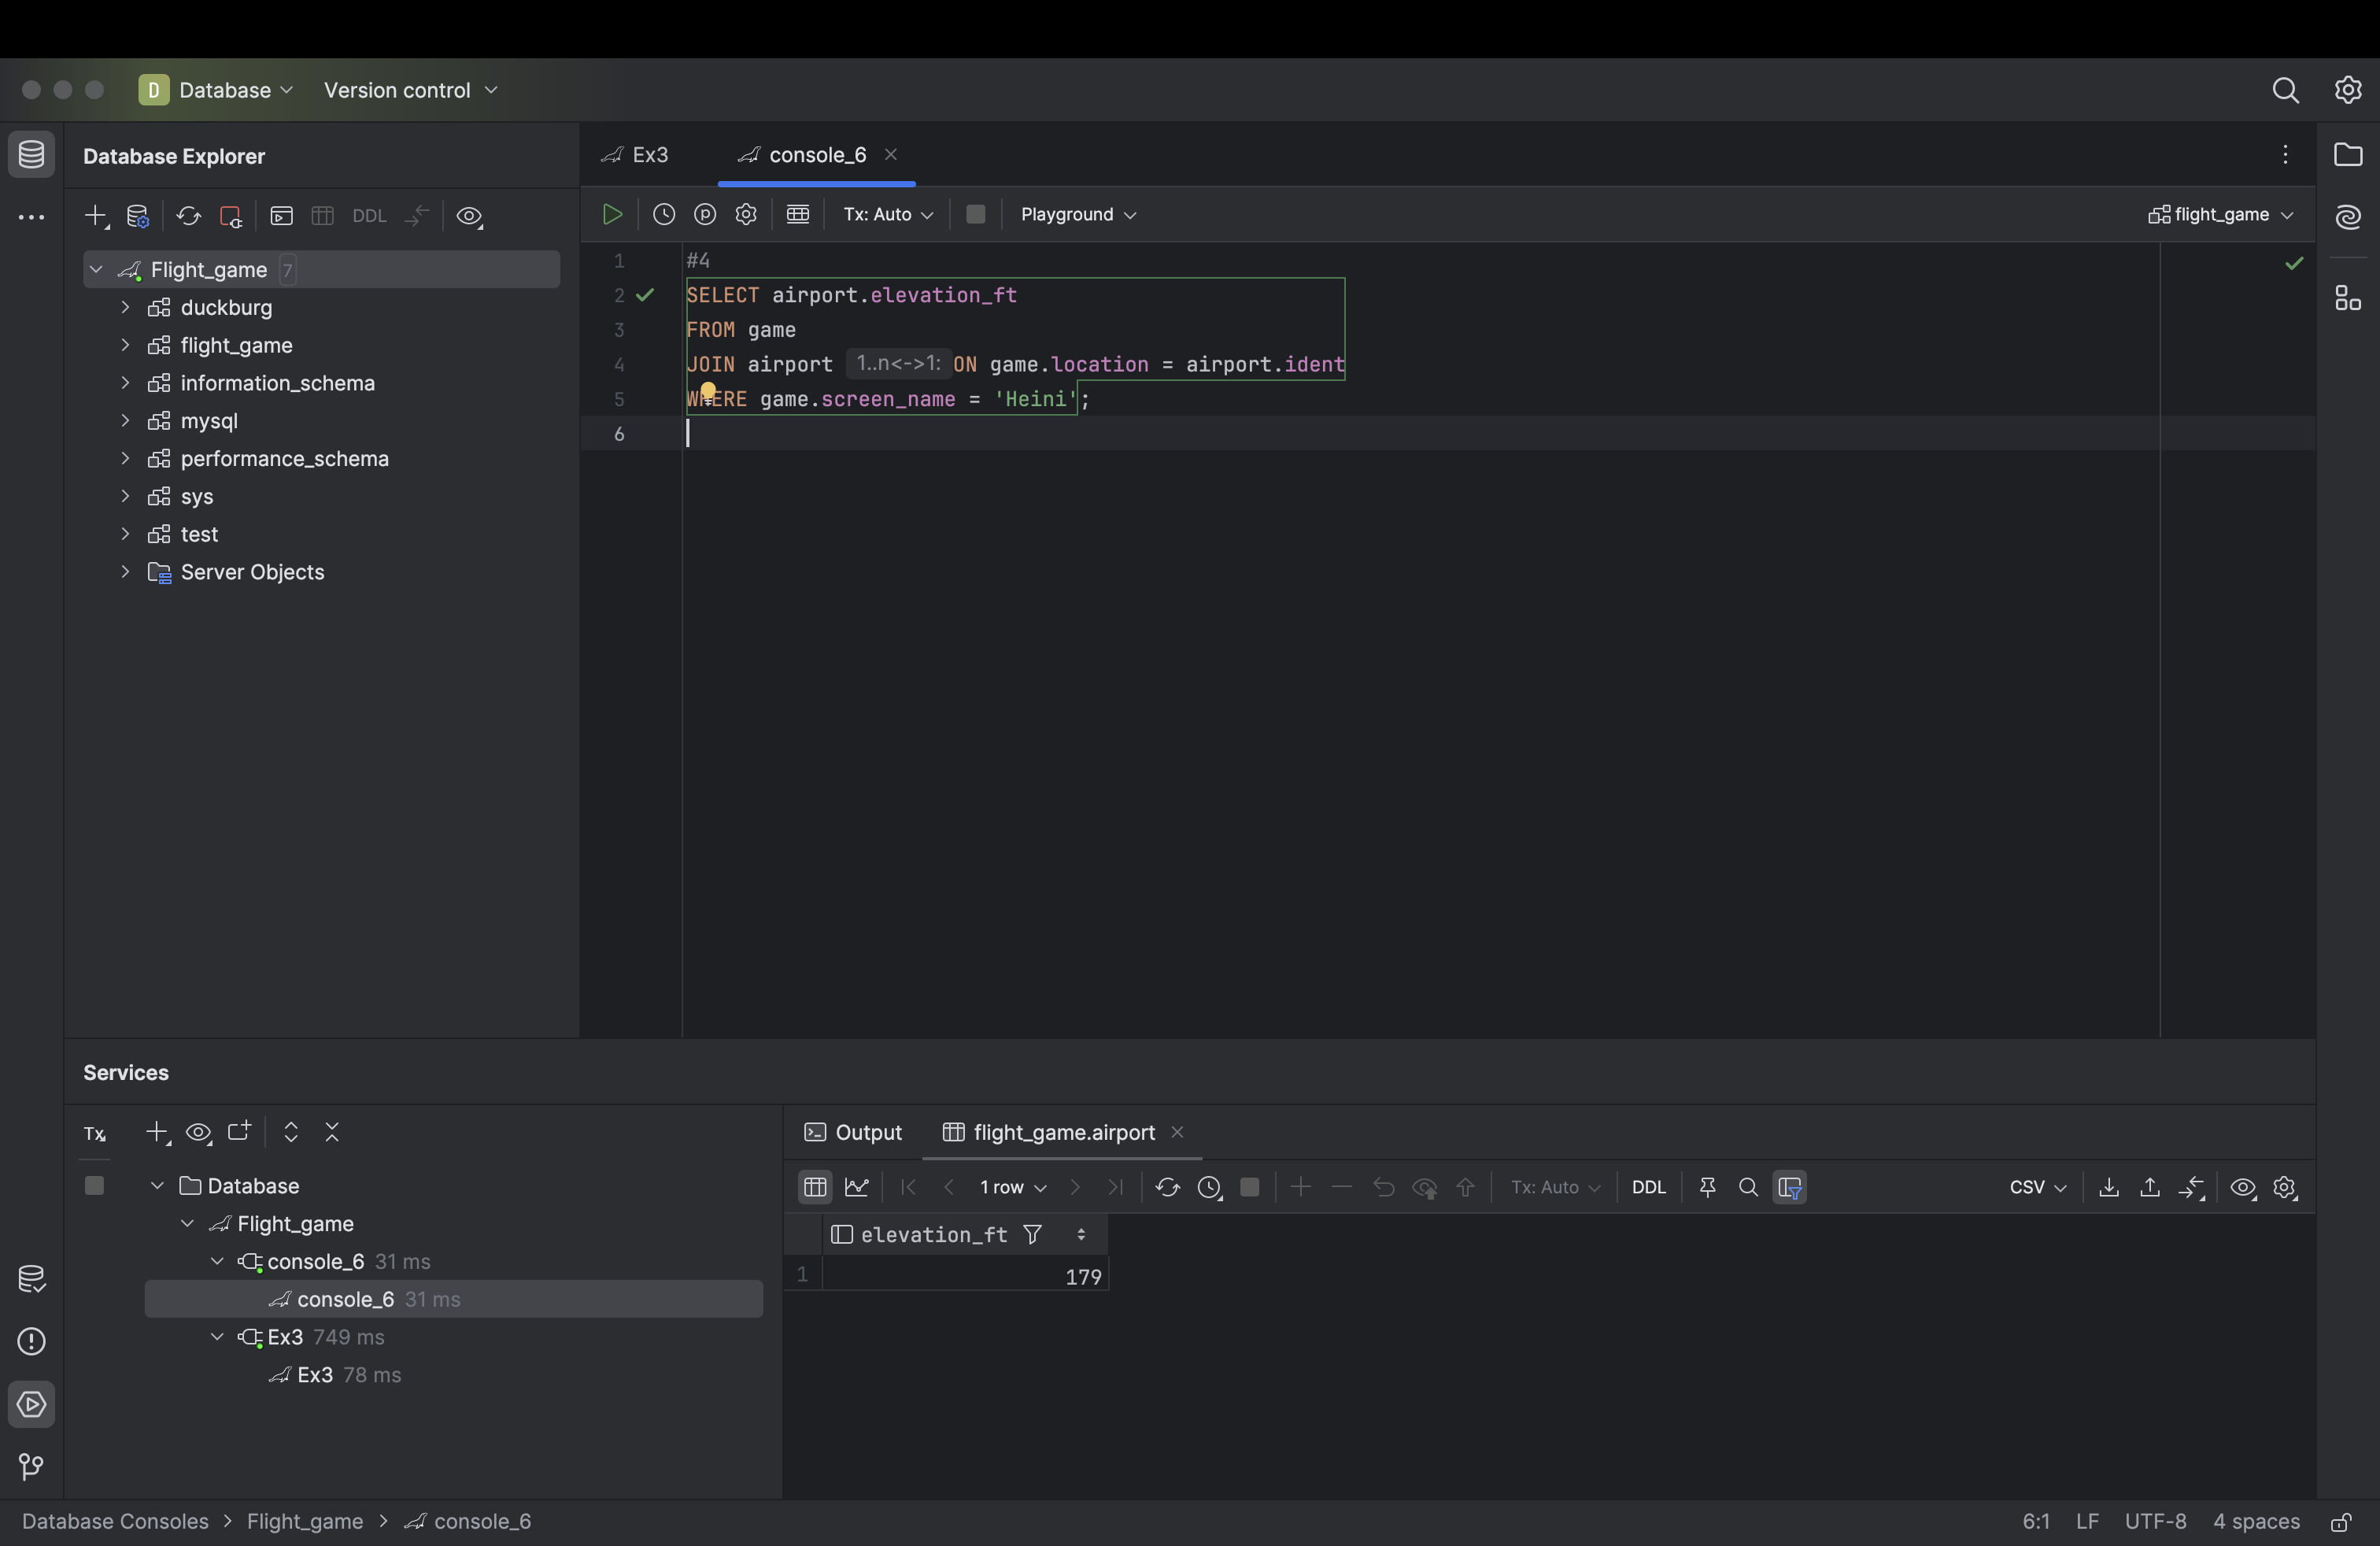 D Database Version control
Database Explorer
DDL
Flight_game 7
duckburg
flight_game
information_schema
mysql
performance_schema
sys
test
Server Objects
Ex3 console_6
Tx: Auto Playground flight_game
1 #4
2 SELECT airport.elevation_ft
3 FROM game
4 JOIN airport 1..n<->1: ON game.location = airport.ident
5 WHERE game.screen_name = 'Heini';
6
Services
Tx
Database
Flight_game
console_6 31 ms
console_6 31 ms
Ex3 749 ms
Ex3 78 ms
Output flight_game.airport
1 row Tx: Auto DDL CSV
elevation_ft
1 179
Database Consoles > Flight_game > console_6
6:1 LF UTF-8 4 spaces